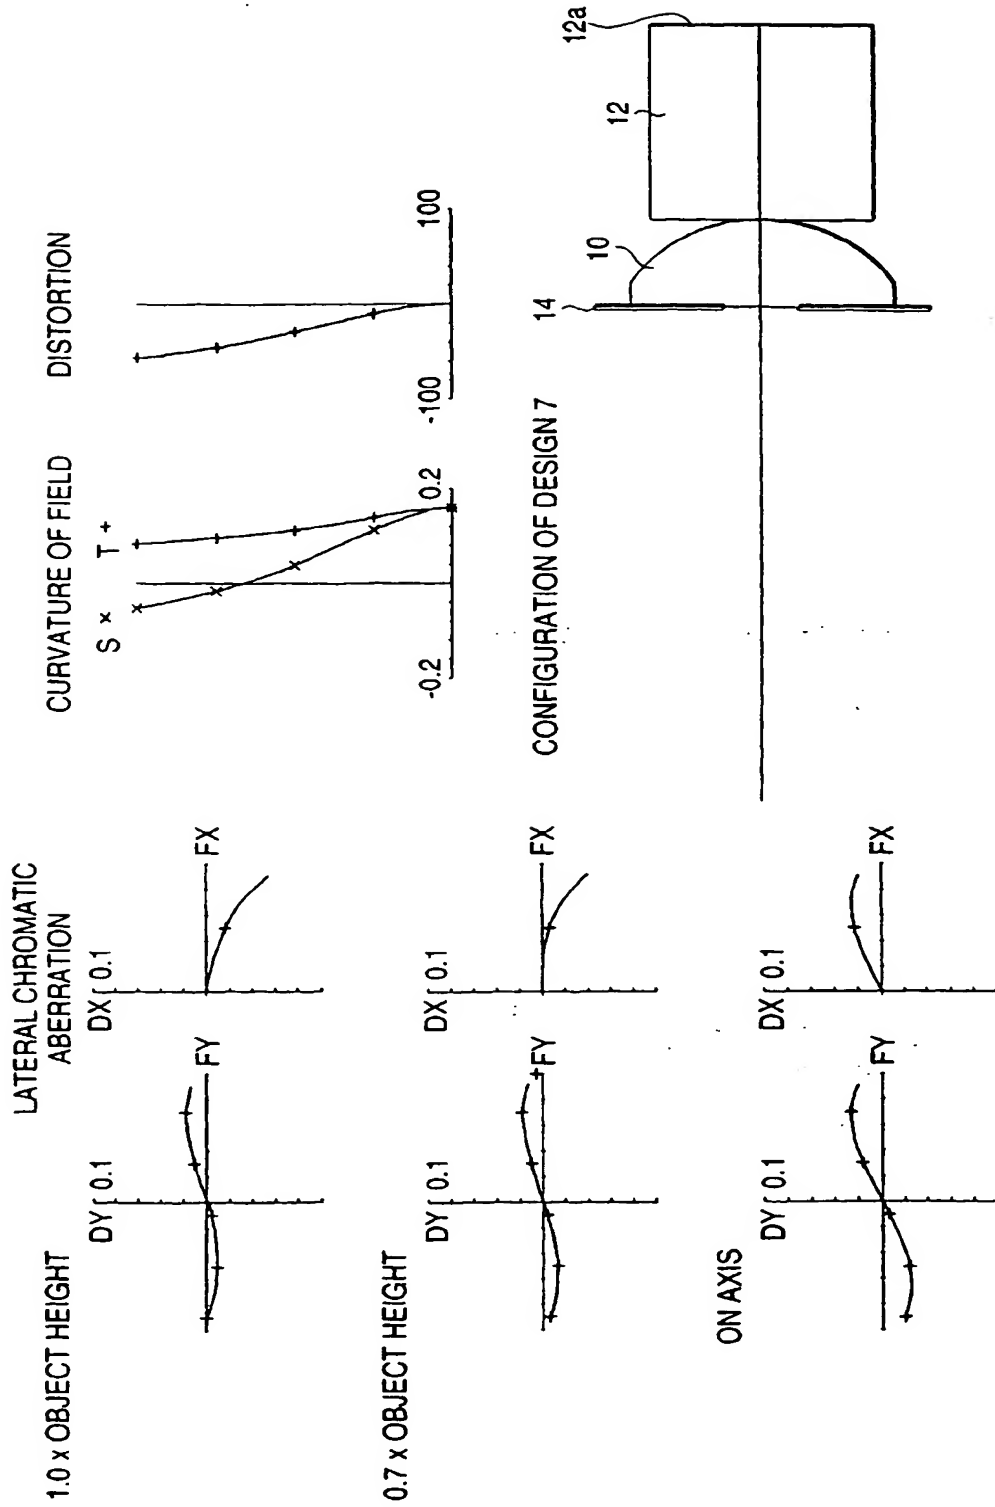 LATERAL CHROMATIC
ABERRATION
1.0 x OBJECT HEIGHT
DY 0.1
FY
DX 0.1
FX
0.7 x OBJECT HEIGHT
DY 0.1
FY
DX 0.1
FX
ON AXIS
DY 0.1
FY
DX 0.1
FX
CURVATURE OF FIELD
S × T +
-0.2
0.2
DISTORTION
-100
100
CONFIGURATION OF DESIGN 7
14
10
12
12a